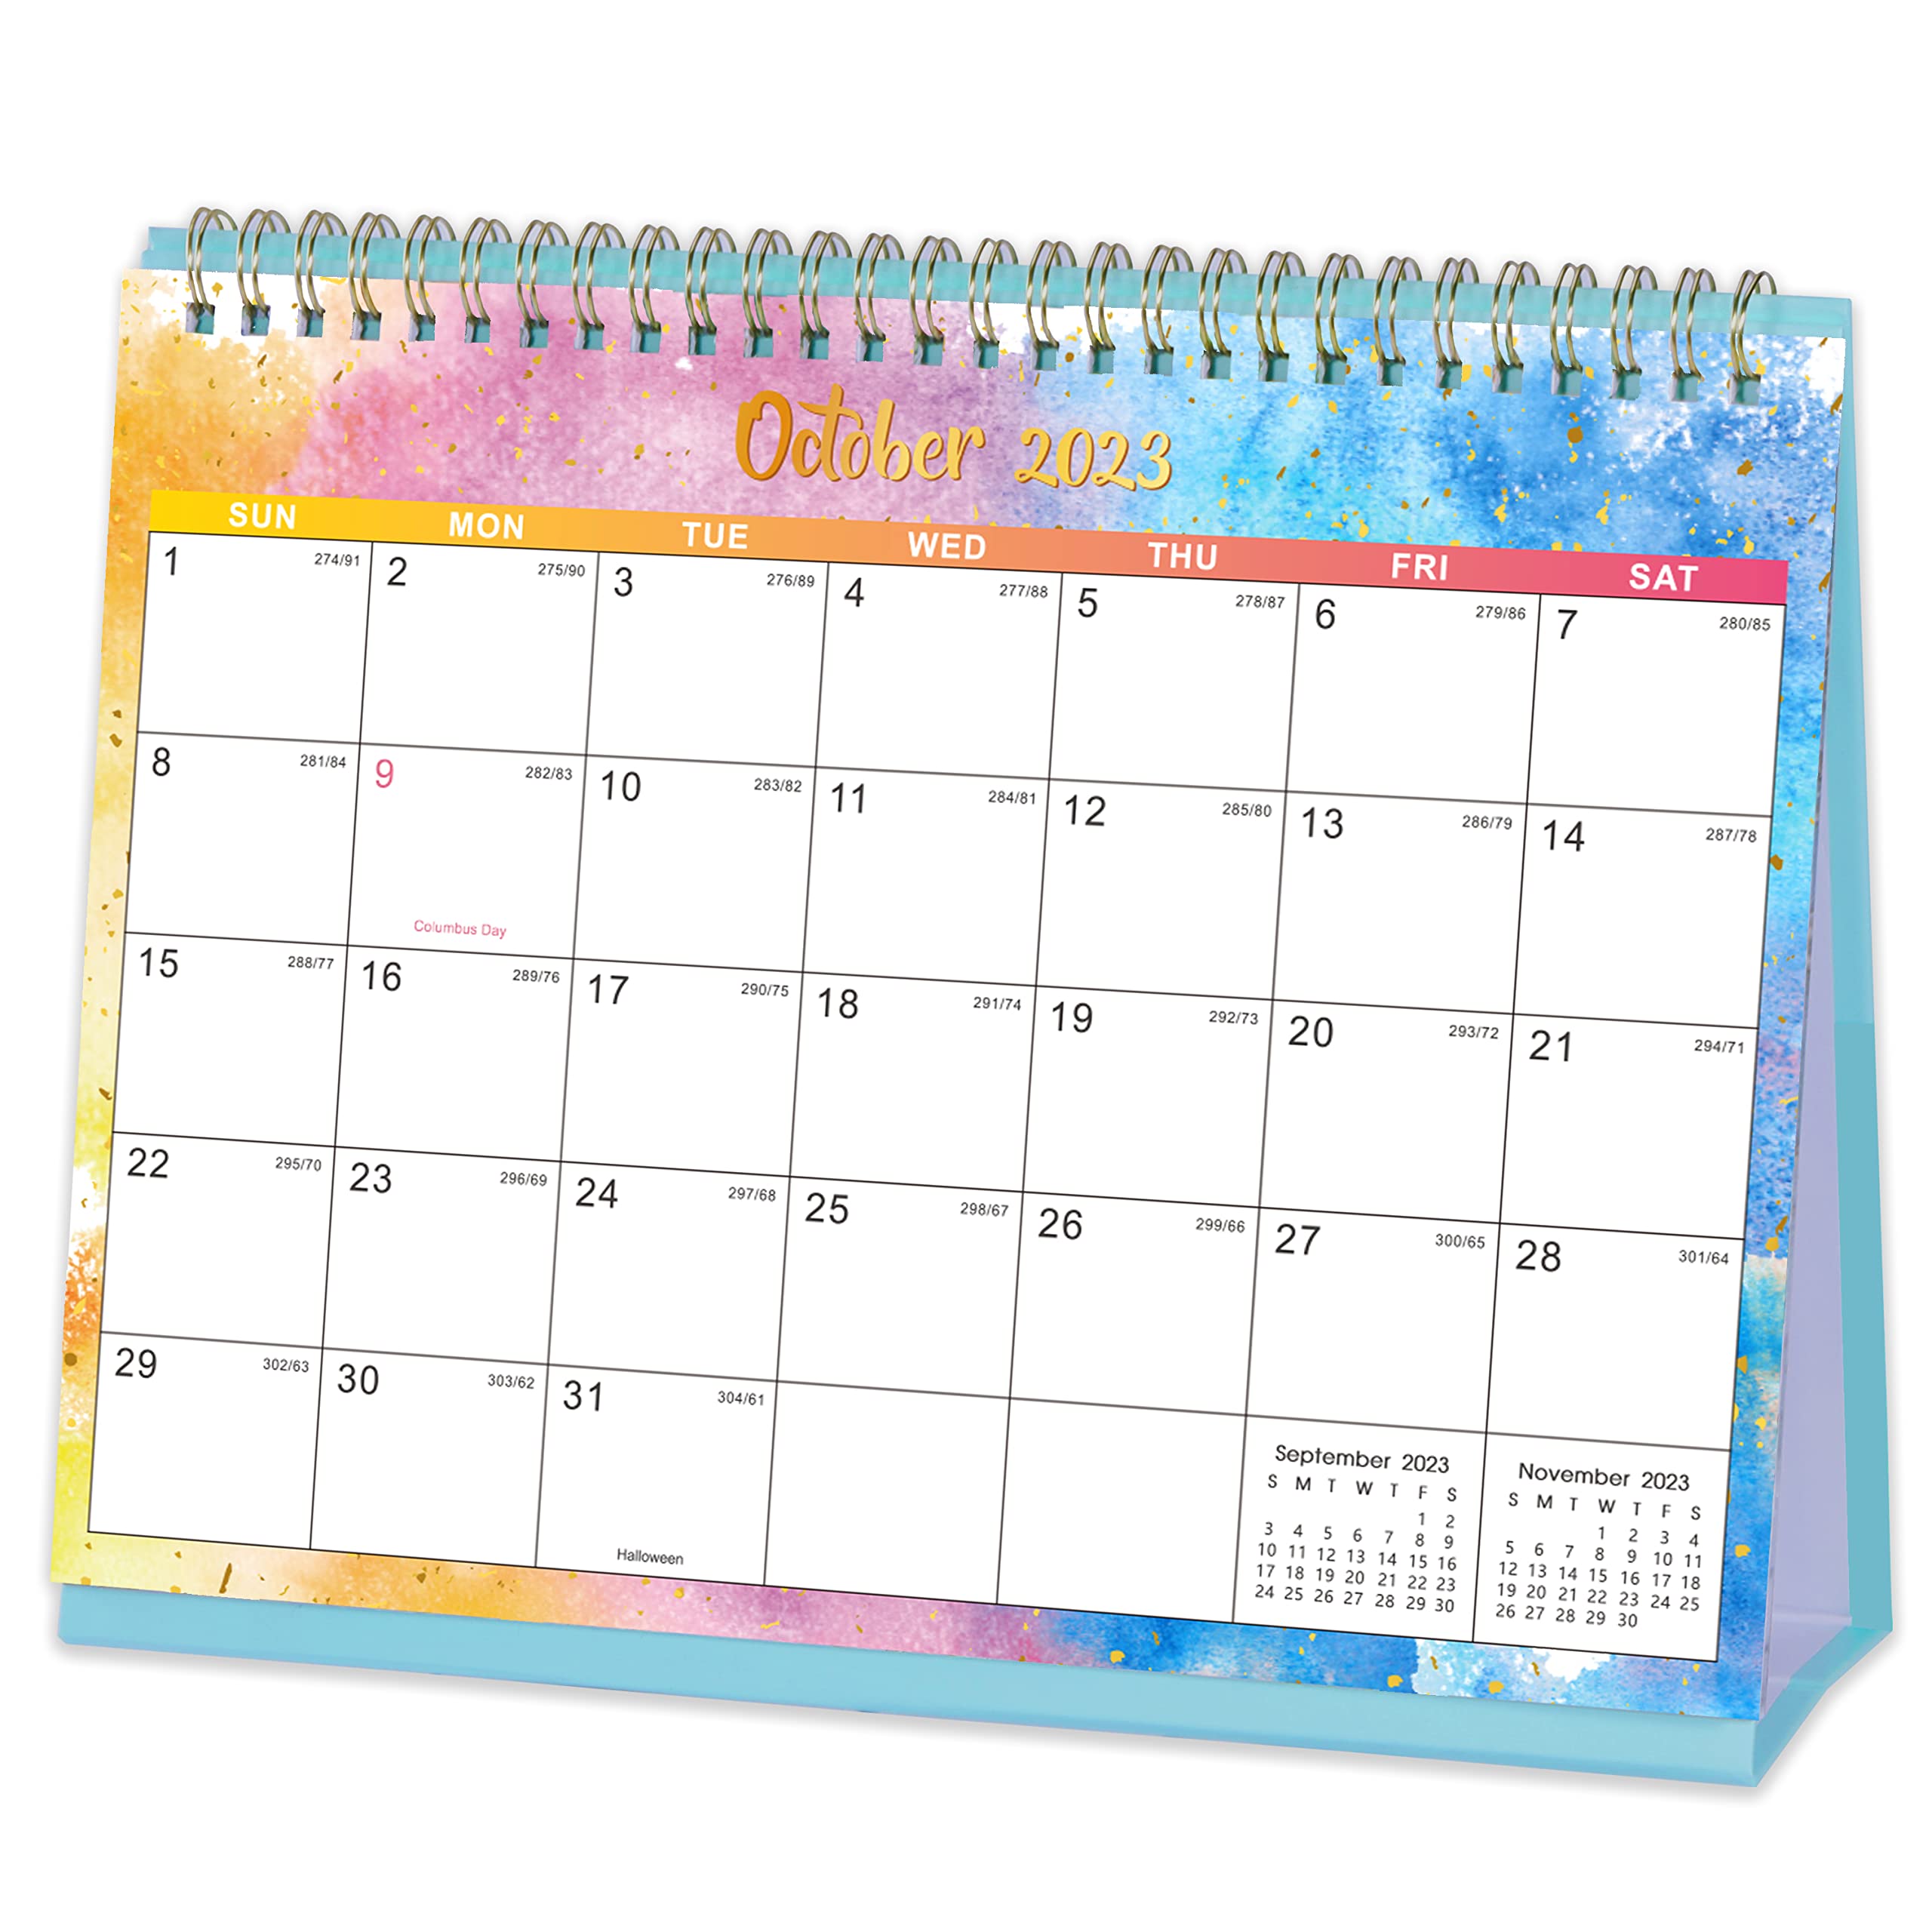 October 2023
SUN MON TUE WED THU FRI SAT
1 274/91 2 275/90 3 276/89 4 277/88 5 278/87 6 279/86 7 280/85
8 281/84 9 282/83 10 283/82 11 284/81 12 285/80 13 286/79 14 287/78
Columbus Day
15 288/77 16 289/76 17 290/75 18 291/74 19 292/73 20 293/72 21 294/71
22 295/70 23 296/69 24 297/68 25 298/67 26 299/66 27 300/65 28 301/64
29 302/63 30 303/62 31 304/61
Halloween
September 2023
S M T W T F S
1 2
3 4 5 6 7 8 9
10 11 12 13 14 15 16
17 18 19 20 21 22 23
24 25 26 27 28 29 30
November 2023
S M T W T F S
1 2 3 4
5 6 7 8 9 10 11
12 13 14 15 16 17 18
19 20 21 22 23 24 25
26 27 28 29 30